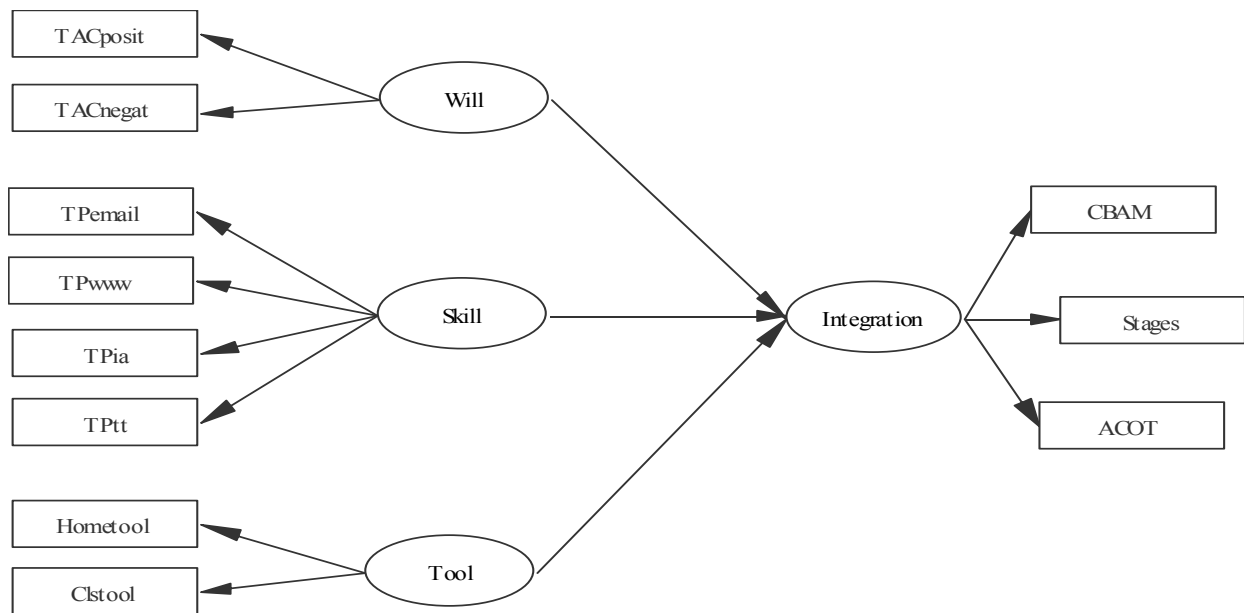 TACposit
TACnegat
Will
TPemail
TPwww
TPia
TPtt
Skill
Hometool
Clstool
Tool
Integration
CBAM
Stages
ACOT